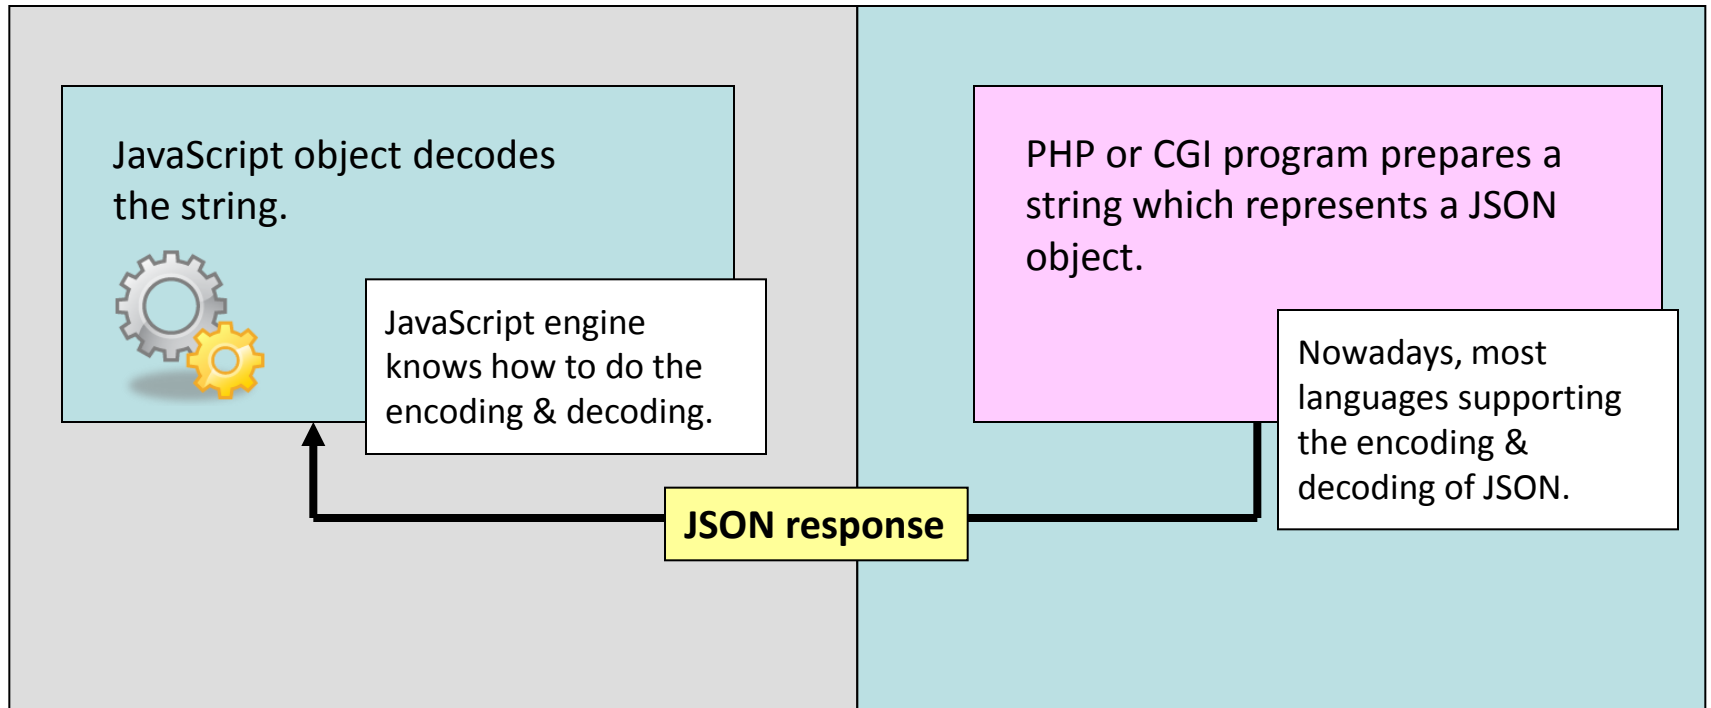 JavaScript object decodes
the string.
JavaScript engine
knows how to do the
encoding & decoding.
PHP or CGI program prepares a
string which represents a JSON
object.
Nowadays, most
languages supporting
the encoding &
decoding of JSON.
JSON response